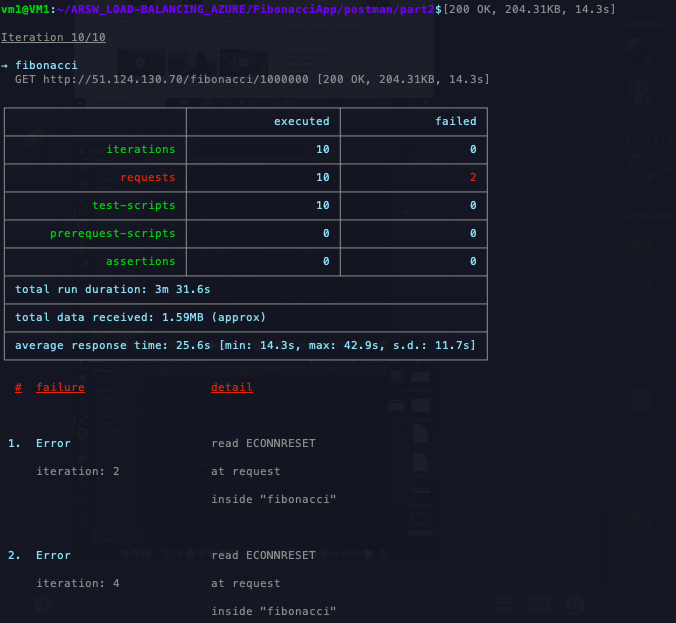 vm1@VM1:~/ARSW_LOAD-BALANCING_AZURE/FibonacciApp/postman/part2$[200 OK, 204.31KB, 14.3s]
Iteration 10/10
→ fibonacci
GET http://51.124.130.70/fibonacci/1000000 [200 OK, 204.31KB, 14.3s]
executed failed
iterations 10 0
requests 10 2
test-scripts 10 0
prerequest-scripts 0 0
assertions 0 0
total run duration: 3m 31.6s
total data received: 1.59MB (approx)
average response time: 25.6s [min: 14.3s, max: 42.9s, s.d.: 11.7s]
# failure detail
1. Error read ECONNRESET
iteration: 2 at request
inside "fibonacci"
2. Error read ECONNRESET
iteration: 4 at request
inside "fibonacci"